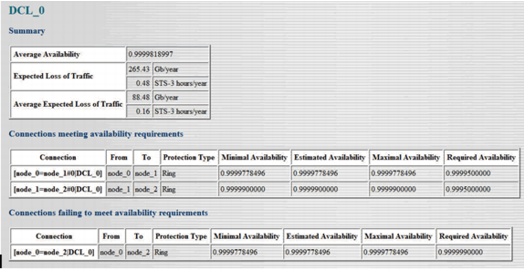 DCL_0
Summary
Average Availability 0.9999818997
Expected Loss of Traffic 265.43 Gb/year
0.48 STS-3 hours/year
Average Expected Loss of Traffic 88.48 Gb/year
0.16 STS-3 hours/year
Connections meeting availability requirements
Connection From To Protection Type Minimal Availability Estimated Availability Maximal Availability Required Availability
[node_0=node_1#0|DCL_0] node_0 node_1 Ring 0.9999778496 0.9999778496 0.9999778496 0.9999500000
[node_1=node_2#0|DCL_0] node_1 node_2 Ring 0.9999900000 0.9999900000 0.9999900000 0.9995000000
Connections failing to meet availability requirements
Connection From To Protection Type Minimal Availability Estimated Availability Maximal Availability Required Availability
[node_0=node_2|DCL_0] node_0 node_2 Ring 0.9999778496 0.9999778496 0.9999778496 0.9999990000